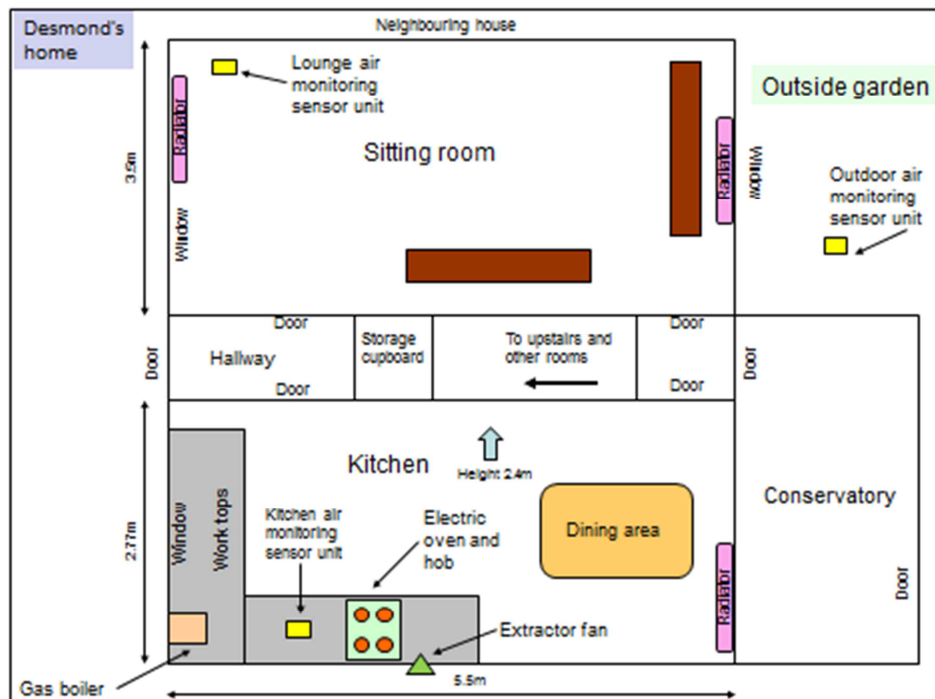 Desmond's
home
Neighbouring house
Lounge air
monitoring
sensor unit
Outside garden
Radiator
3.5m
Sitting room
Radiator
Window
Outdoor air
monitoring
sensor unit
Window
Door
Hallway
Door
Door
Storage
cupboard
To upstairs and
other rooms
Door
Door
Door
Kitchen
Height 2.4m
Conservatory
2.77m
Window
Work tops
Kitchen air
monitoring
sensor unit
Electric
oven and
hob
Dining area
Radiator
Door
Extractor fan
Gas boiler
5.5m